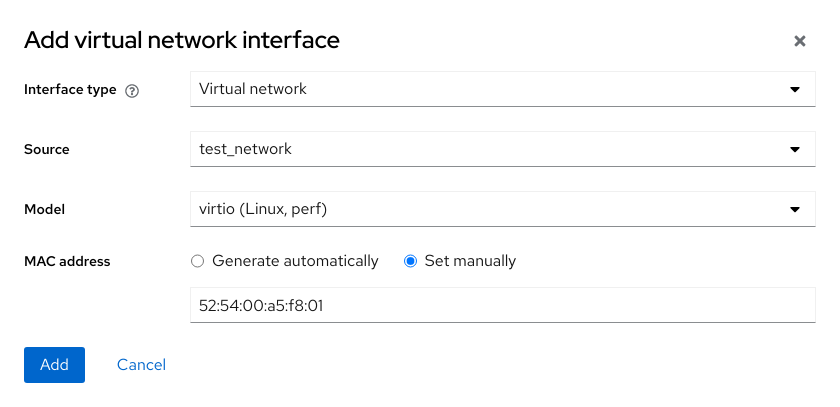 Add virtual network interface
Interface type
Virtual network
Source
test_network
Model
virtio (Linux, perf)
MAC address
Generate automatically
Set manually
52:54:00:a5:f8:01
Add
Cancel